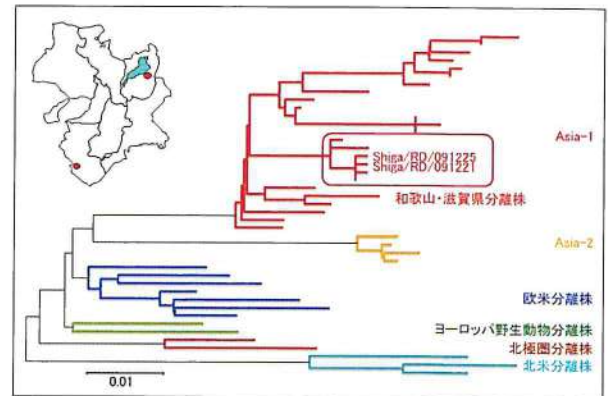 Asia-1
Shiga/RD/091225
Shiga/RD/091221
和歌山・滋賀県分離株
Asia-2
欧米分離株
ヨーロッパ野生動物分離株
北極圏分離株
北米分離株
0.01